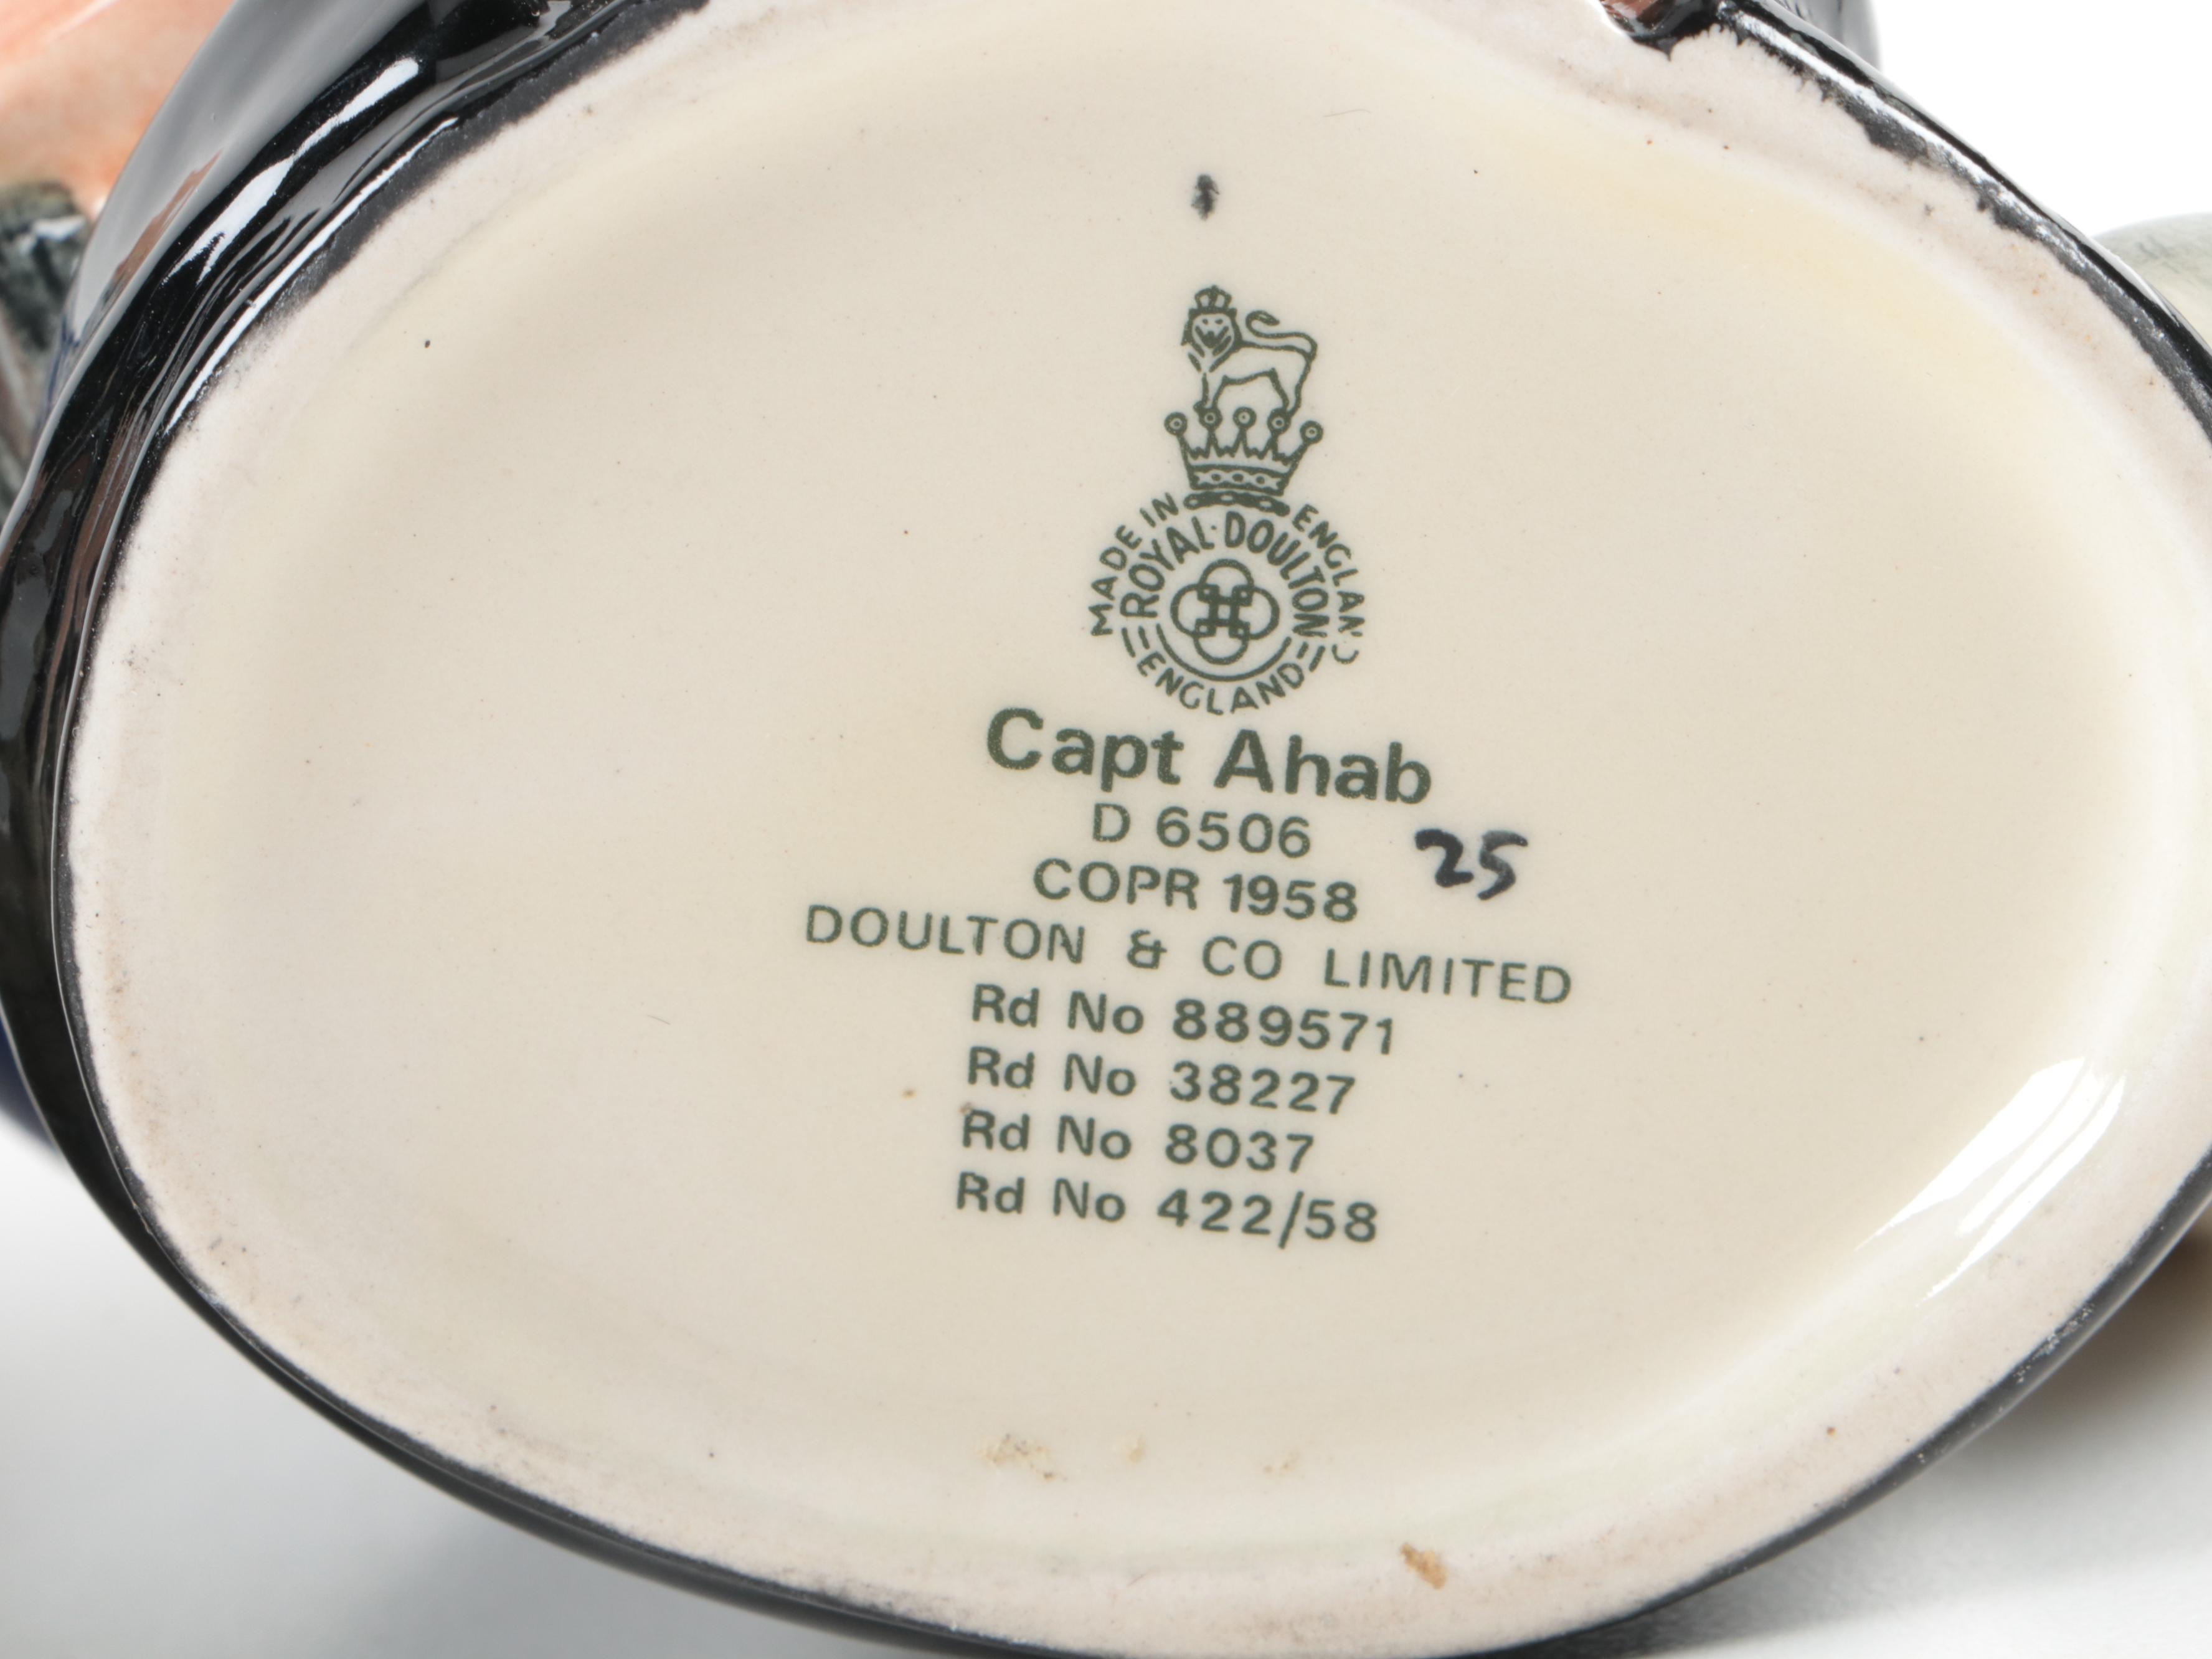 MADE IN ENGLAND
ROYAL·DOULTON
ENGLAND
Capt Ahab
D 6506
25
COPR 1958
DOULTON & CO LIMITED
Rd No 889571
Rd No 38227
Rd No 8037
Rd No 422/58